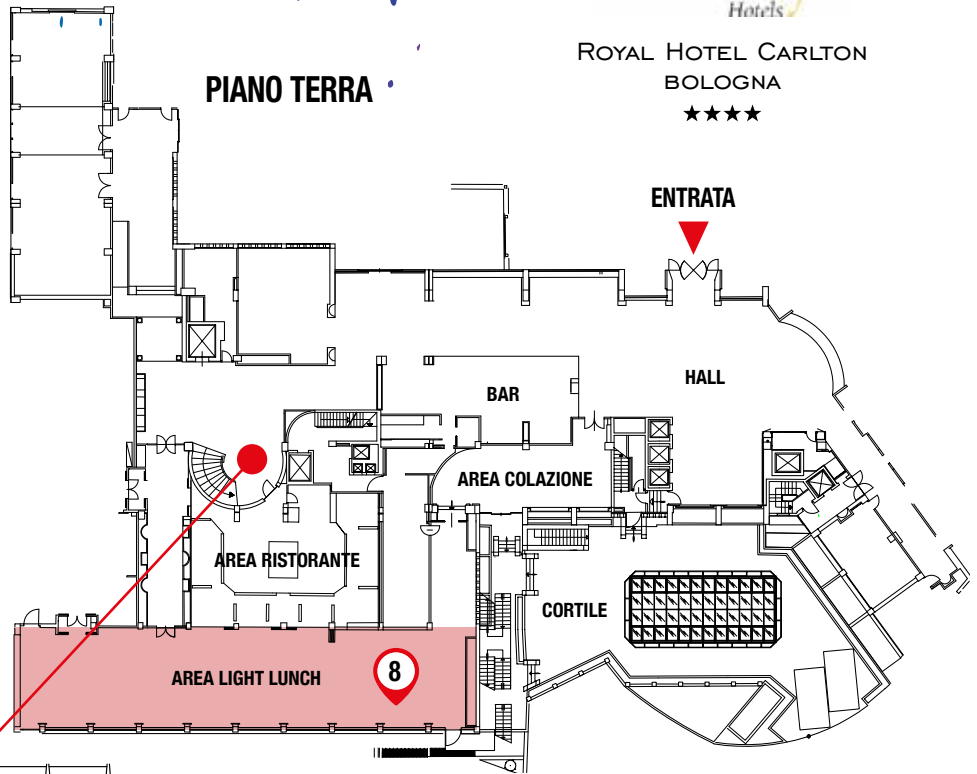 Hotels
ROYAL HOTEL CARLTON
BOLOGNA
★★★★
PIANO TERRA
ENTRATA
HALL
BAR
AREA COLAZIONE
AREA RISTORANTE
CORTILE
AREA LIGHT LUNCH
8